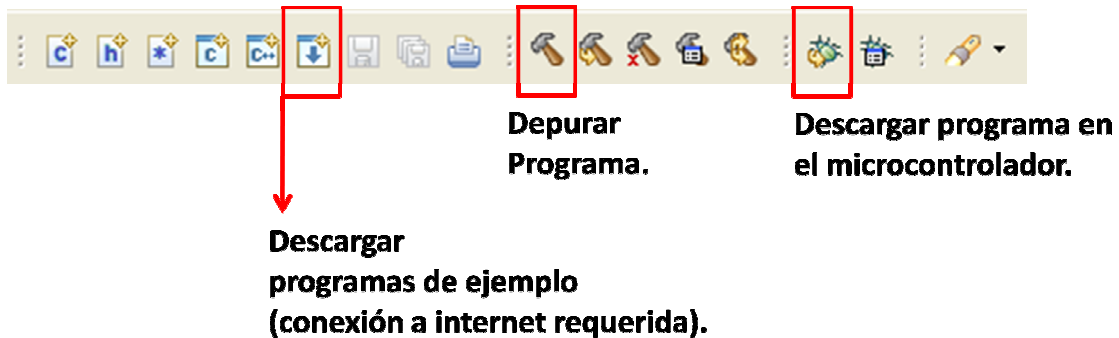 Depurar
Programa.
Descargar programa en
el microcontrolador.
Descargar
programas de ejemplo
(conexión a internet requerida).